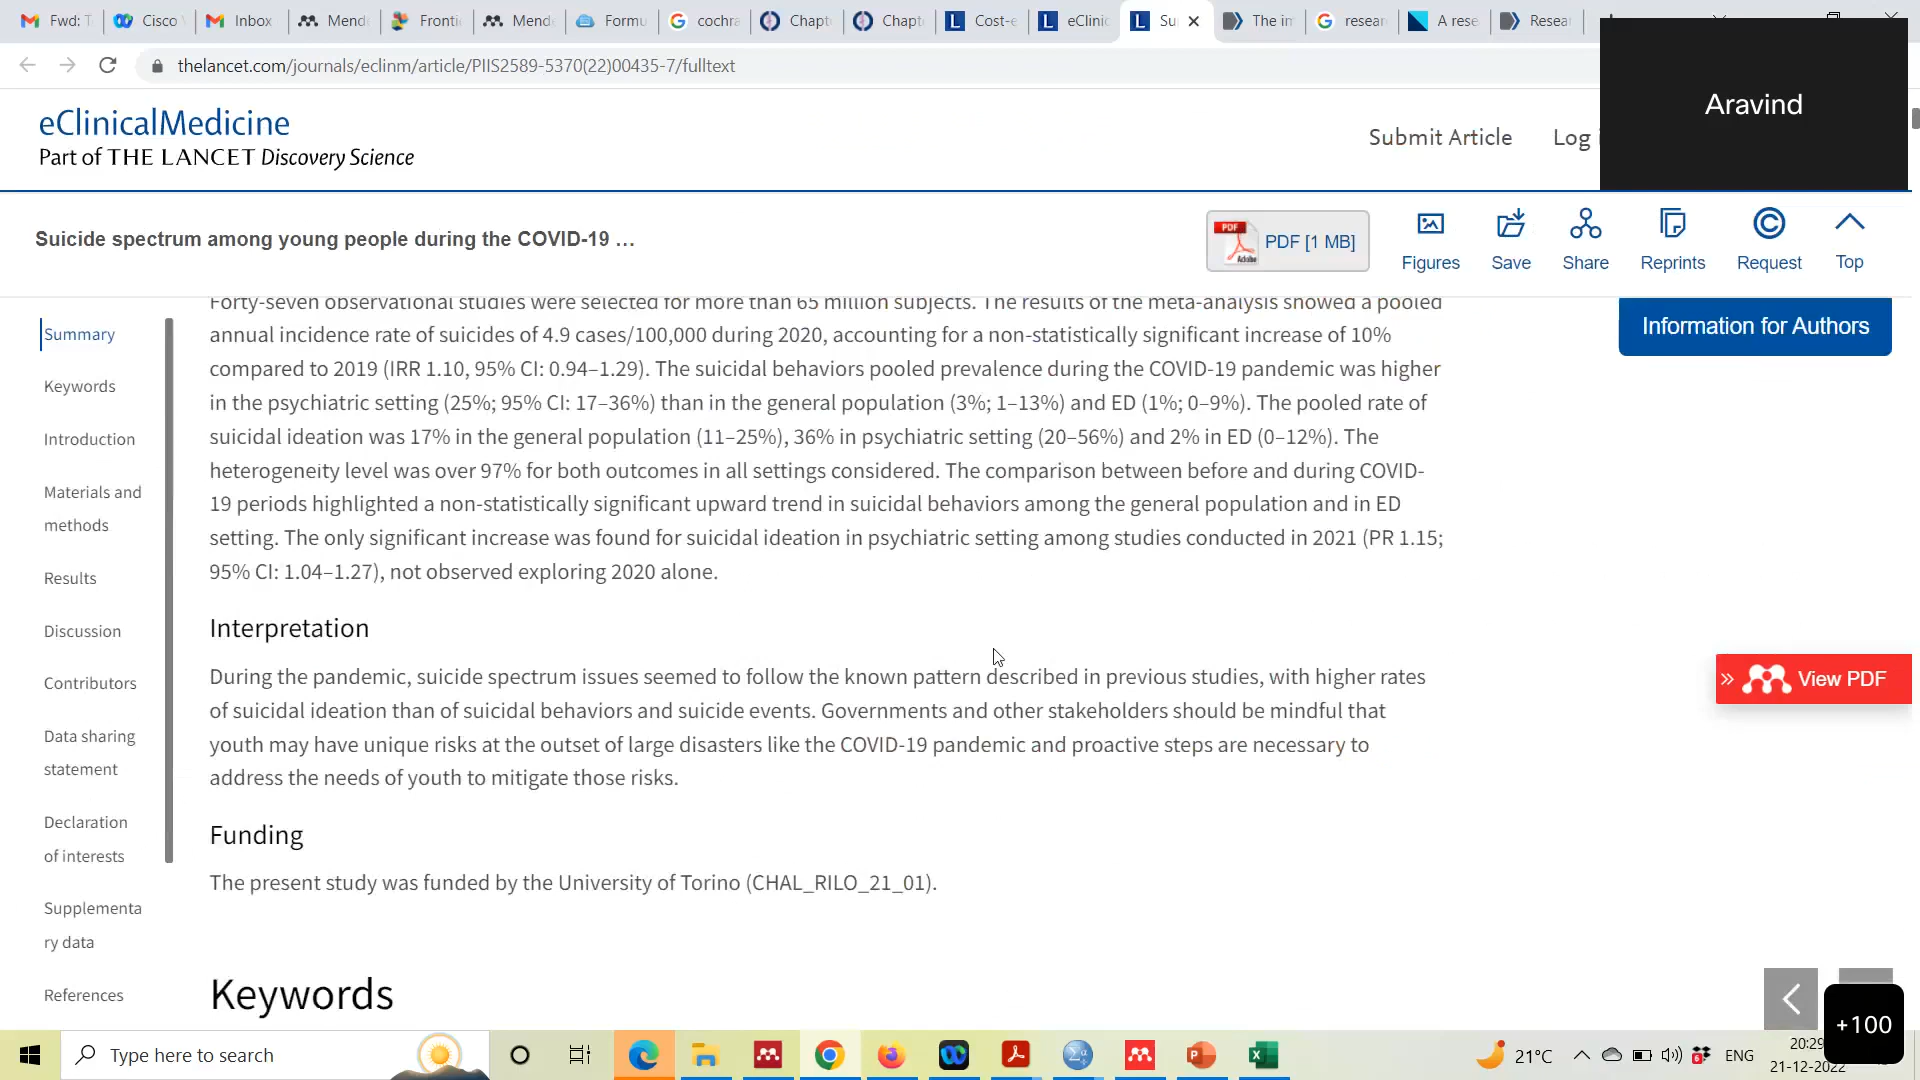 Fwd: T
Cisco
Inbox
Mend
Frontie
Mend
Formu
cochra
Chapt
Chapt
Cost-e
eClinic
Su
The im
resear
A rese
Resea
thelancet.com/journals/eclinm/article/PIIS2589-5370(22)00435-7/fulltext
Aravind
eClinicalMedicine
Part of THE LANCET Discovery Science
Submit Article
Log i
Suicide spectrum among young people during the COVID-19 …
PDF
Adobe
PDF [1 MB]
Figures
Save
Share
Reprints
Request
Top
Information for Authors
Summary
Keywords
Introduction
Materials and
methods
Results
Discussion
Contributors
Data sharing
statement
Declaration
of interests
Supplementa
ry data
References
Forty-seven observational studies were selected for more than 65 million subjects. The results of the meta-analysis showed a pooled
annual incidence rate of suicides of 4.9 cases/100,000 during 2020, accounting for a non-statistically significant increase of 10%
compared to 2019 (IRR 1.10, 95% CI: 0.94–1.29). The suicidal behaviors pooled prevalence during the COVID-19 pandemic was higher
in the psychiatric setting (25%; 95% CI: 17–36%) than in the general population (3%; 1–13%) and ED (1%; 0–9%). The pooled rate of
suicidal ideation was 17% in the general population (11–25%), 36% in psychiatric setting (20–56%) and 2% in ED (0–12%). The
heterogeneity level was over 97% for both outcomes in all settings considered. The comparison between before and during COVID-
19 periods highlighted a non-statistically significant upward trend in suicidal behaviors among the general population and in ED
setting. The only significant increase was found for suicidal ideation in psychiatric setting among studies conducted in 2021 (PR 1.15;
95% CI: 1.04–1.27), not observed exploring 2020 alone.
Interpretation
During the pandemic, suicide spectrum issues seemed to follow the known pattern described in previous studies, with higher rates
of suicidal ideation than of suicidal behaviors and suicide events. Governments and other stakeholders should be mindful that
youth may have unique risks at the outset of large disasters like the COVID-19 pandemic and proactive steps are necessary to
address the needs of youth to mitigate those risks.
Funding
The present study was funded by the University of Torino (CHAL_RILO_21_01).
Keywords
View PDF
+100
Type here to search
21°C
ENG
20:29
21-12-2022